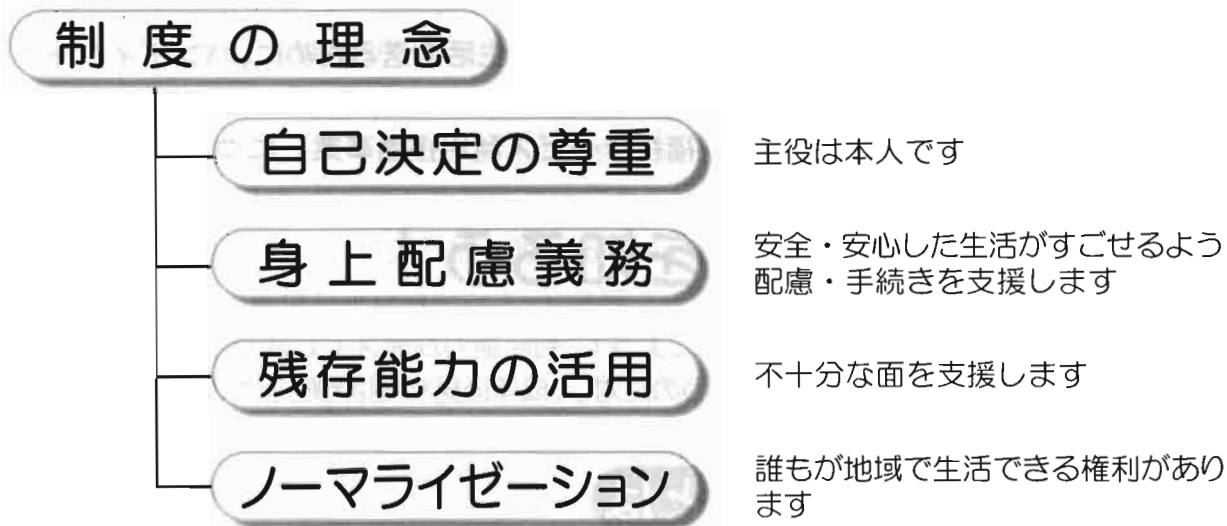 制度の理念
自己決定の尊重
主役は本人です
身上配慮義務
安全・安心した生活がすごせるよう
配慮・手続きを支援します
残存能力の活用
不十分な面を支援します
ノーマライゼーション
誰もが地域で生活できる権利があり
ます